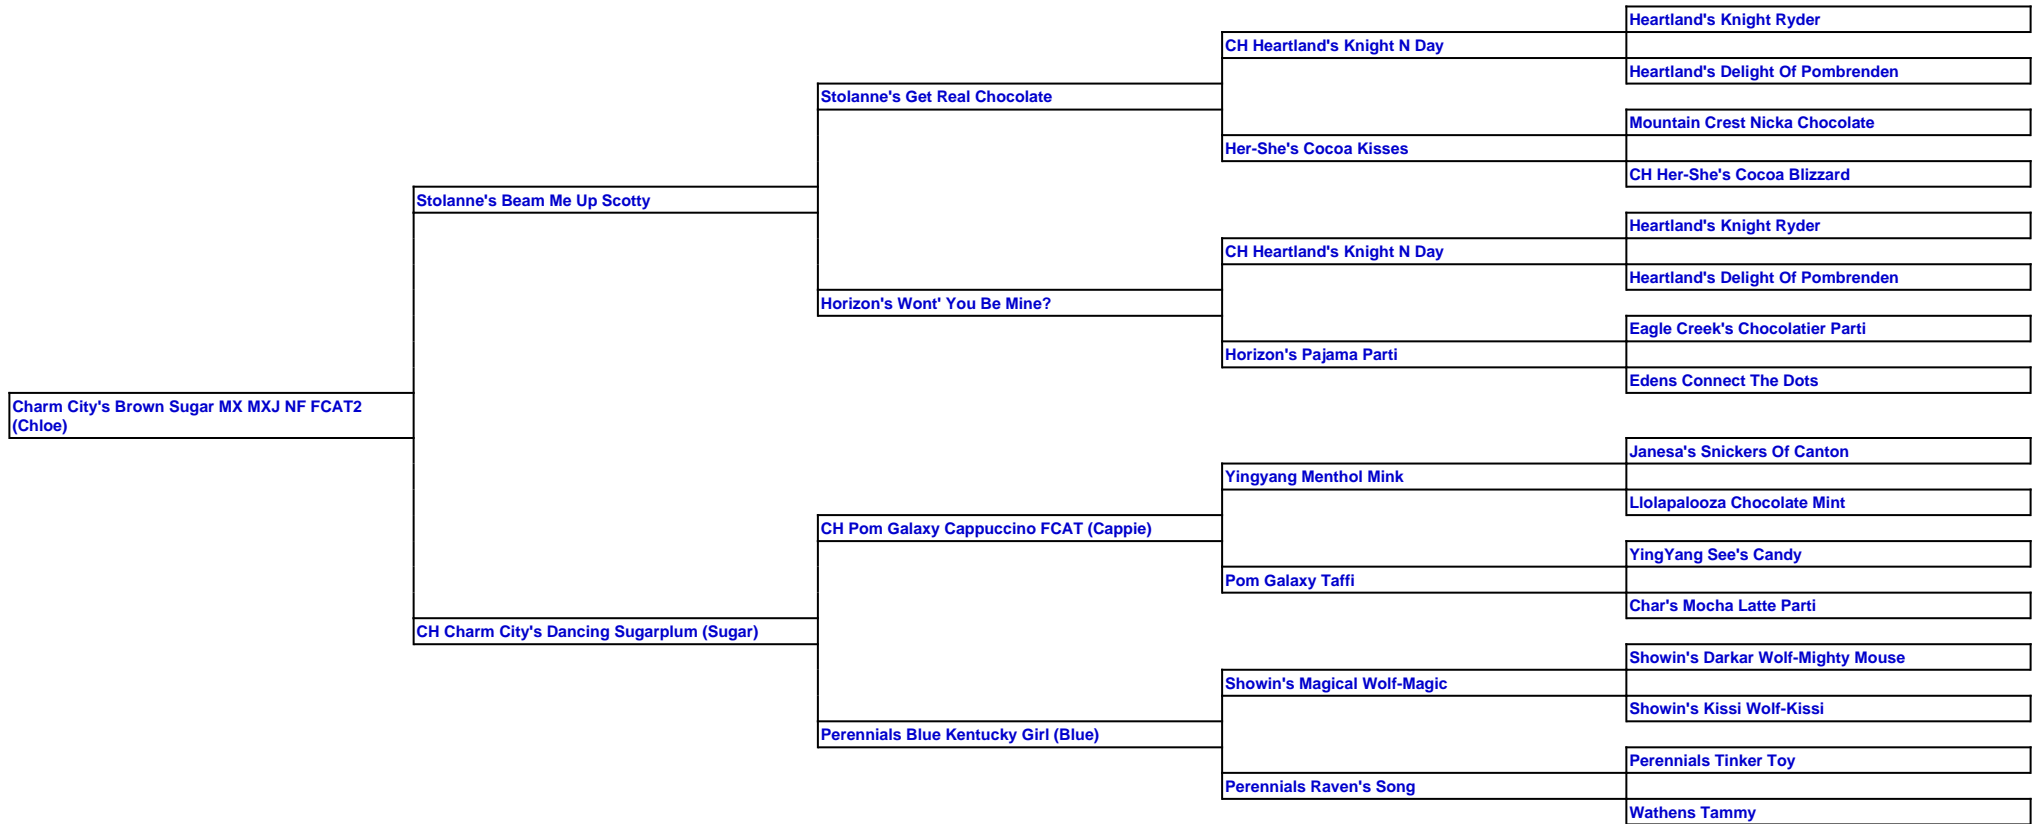 Heartland's Knight Ryder
CH Heartland's Knight N Day
Heartland's Delight Of Pombrenden
Stolanne's Get Real Chocolate
Mountain Crest Nicka Chocolate
Her-She's Cocoa Kisses
CH Her-She's Cocoa Blizzard
Stolanne's Beam Me Up Scotty
Heartland's Knight Ryder
CH Heartland's Knight N Day
Heartland's Delight Of Pombrenden
Horizon's Wont' You Be Mine?
Eagle Creek's Chocolatier Parti
Horizon's Pajama Parti
Edens Connect The Dots
Charm City's Brown Sugar MX MXJ NF FCAT2
(Chloe)
Janesa's Snickers Of Canton
Yingyang Menthol Mink
Llolapalooza Chocolate Mint
CH Pom Galaxy Cappuccino FCAT (Cappie)
YingYang See's Candy
Pom Galaxy Taffi
Char's Mocha Latte Parti
CH Charm City's Dancing Sugarplum (Sugar)
Showin's Darkar Wolf-Mighty Mouse
Showin's Magical Wolf-Magic
Showin's Kissi Wolf-Kissi
Perennials Blue Kentucky Girl (Blue)
Perennials Tinker Toy
Perennials Raven's Song
Wathens Tammy